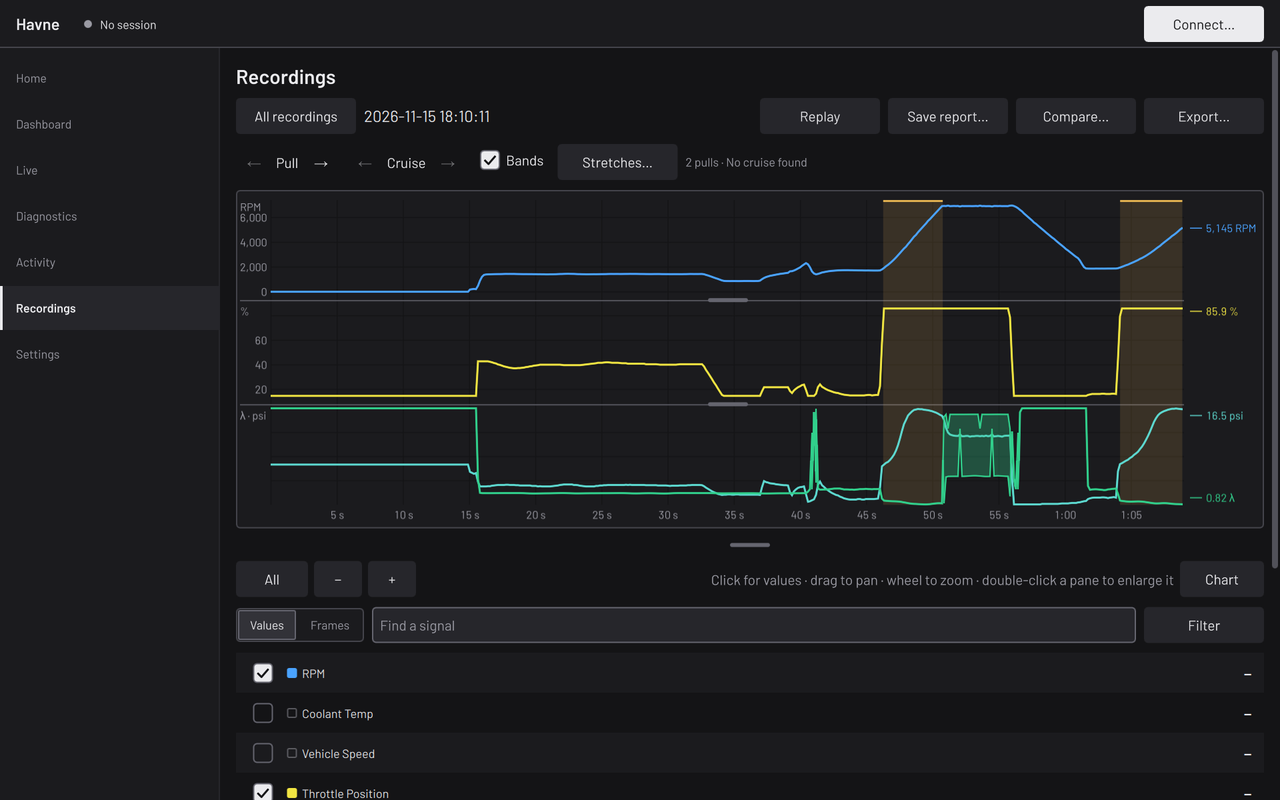 Havne
No session
Connect...
Home
Dashboard
Live
Diagnostics
Activity
Recordings
Settings
Recordings
All recordings
2026-11-15 18:10:11
Replay
Save report...
Compare...
Export...
← Pull →
← Cruise →
Bands
Stretches...
2 pulls · No cruise found
RPM
6,000
4,000
2,000
0
5,145 RPM
%
60
40
20
85.9 %
λ · psi
16.5 psi
0.82 λ
5 s 10 s 15 s 20 s 25 s 30 s 35 s 40 s 45 s 50 s 55 s 1:00 1:05
All
−
+
Click for values · drag to pan · wheel to zoom · double-click a pane to enlarge it
Chart
Values
Frames
Find a signal
Filter
RPM –
Coolant Temp –
Vehicle Speed –
Throttle Position –